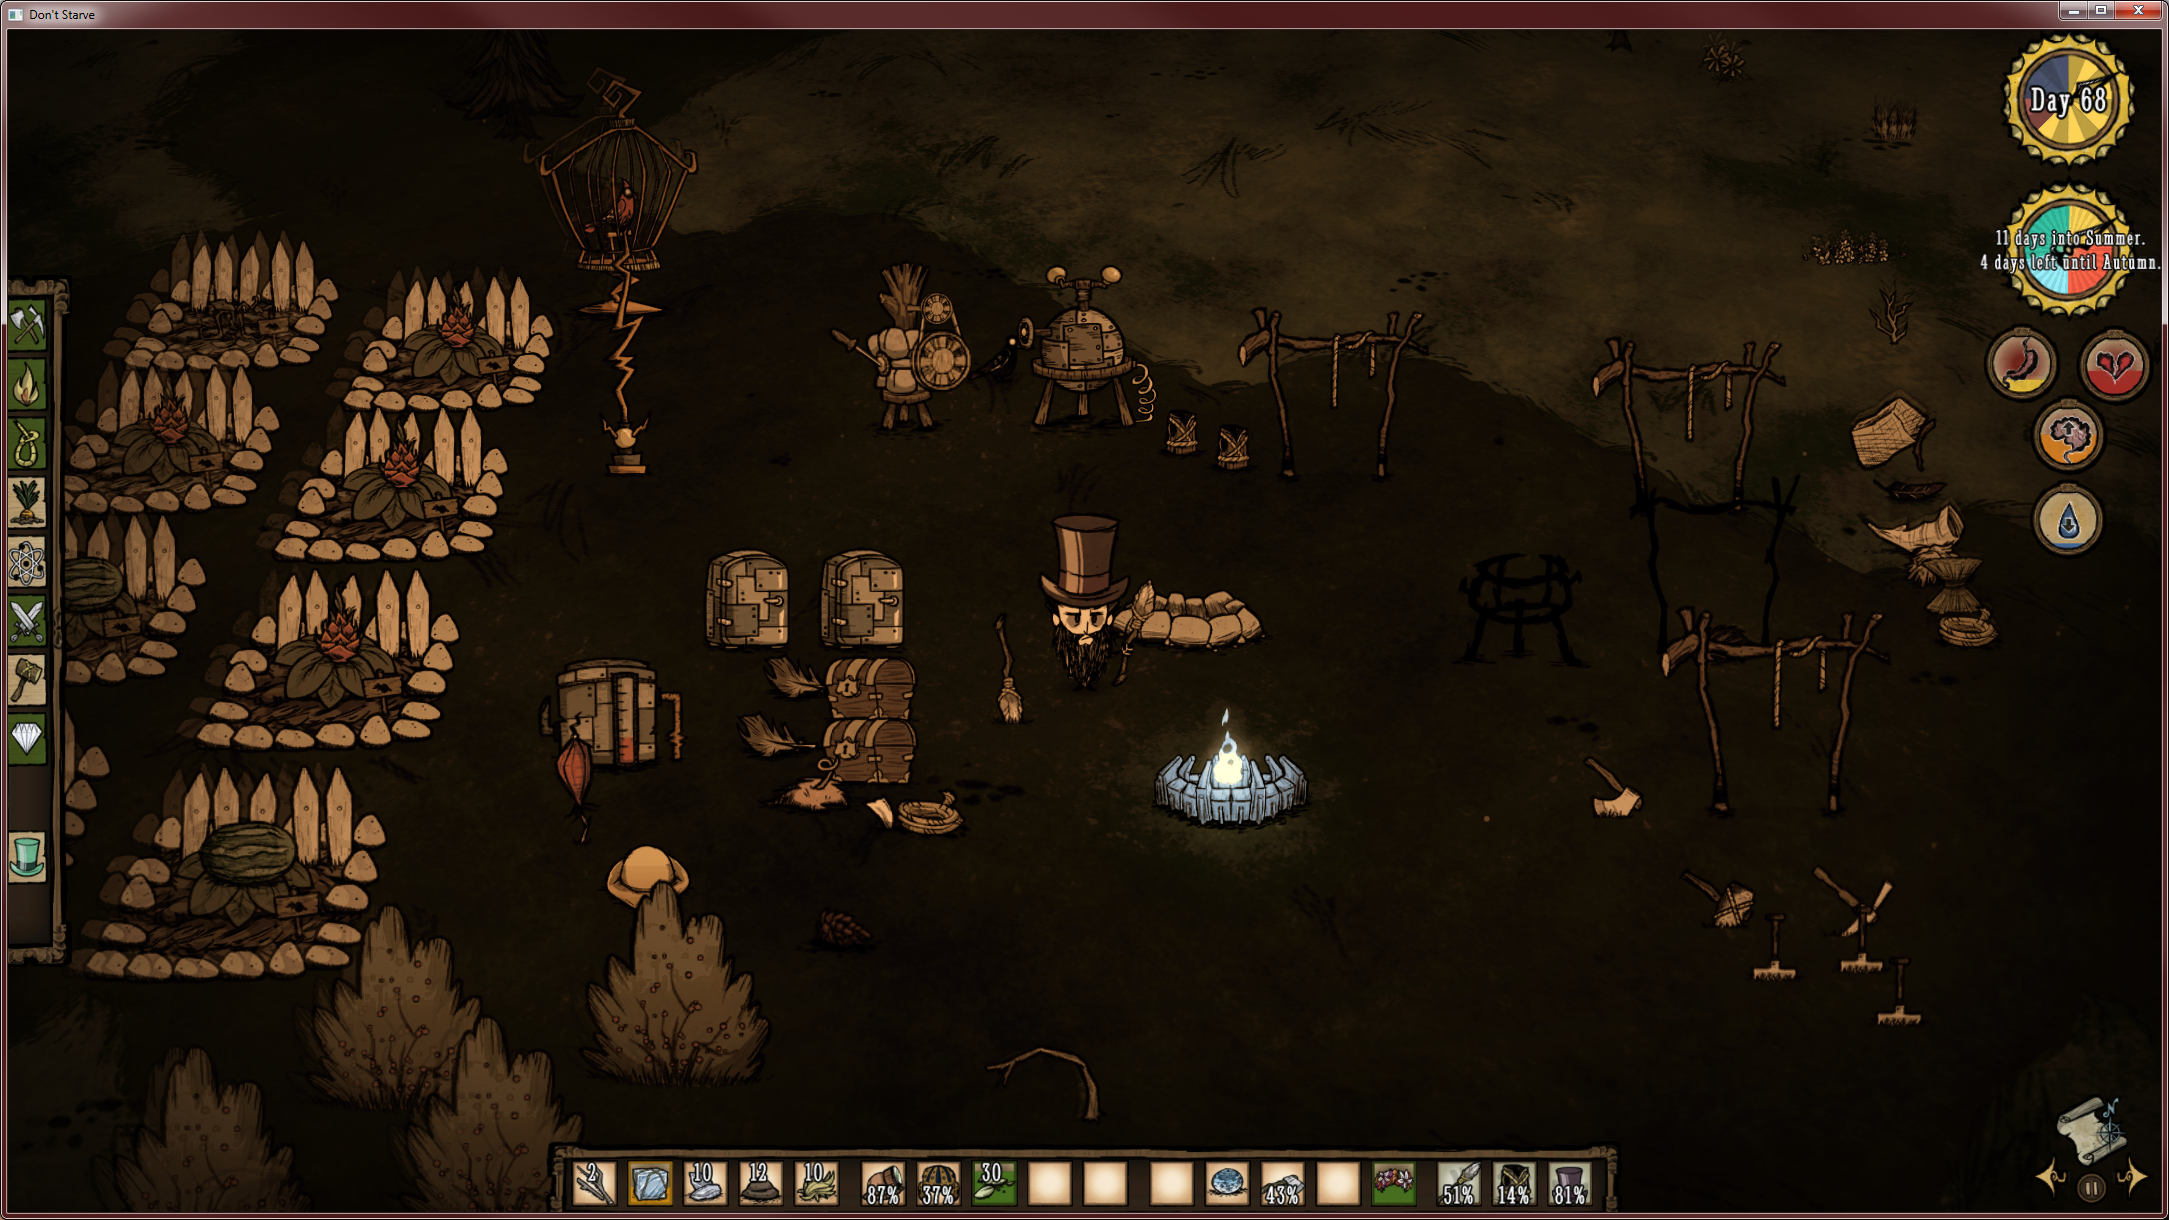 Don't Starve
Day 68
11 days into Summer.
4 days left until Autumn.
N
2
10
12
10
87%
37%
30
43%
51%
14%
81%